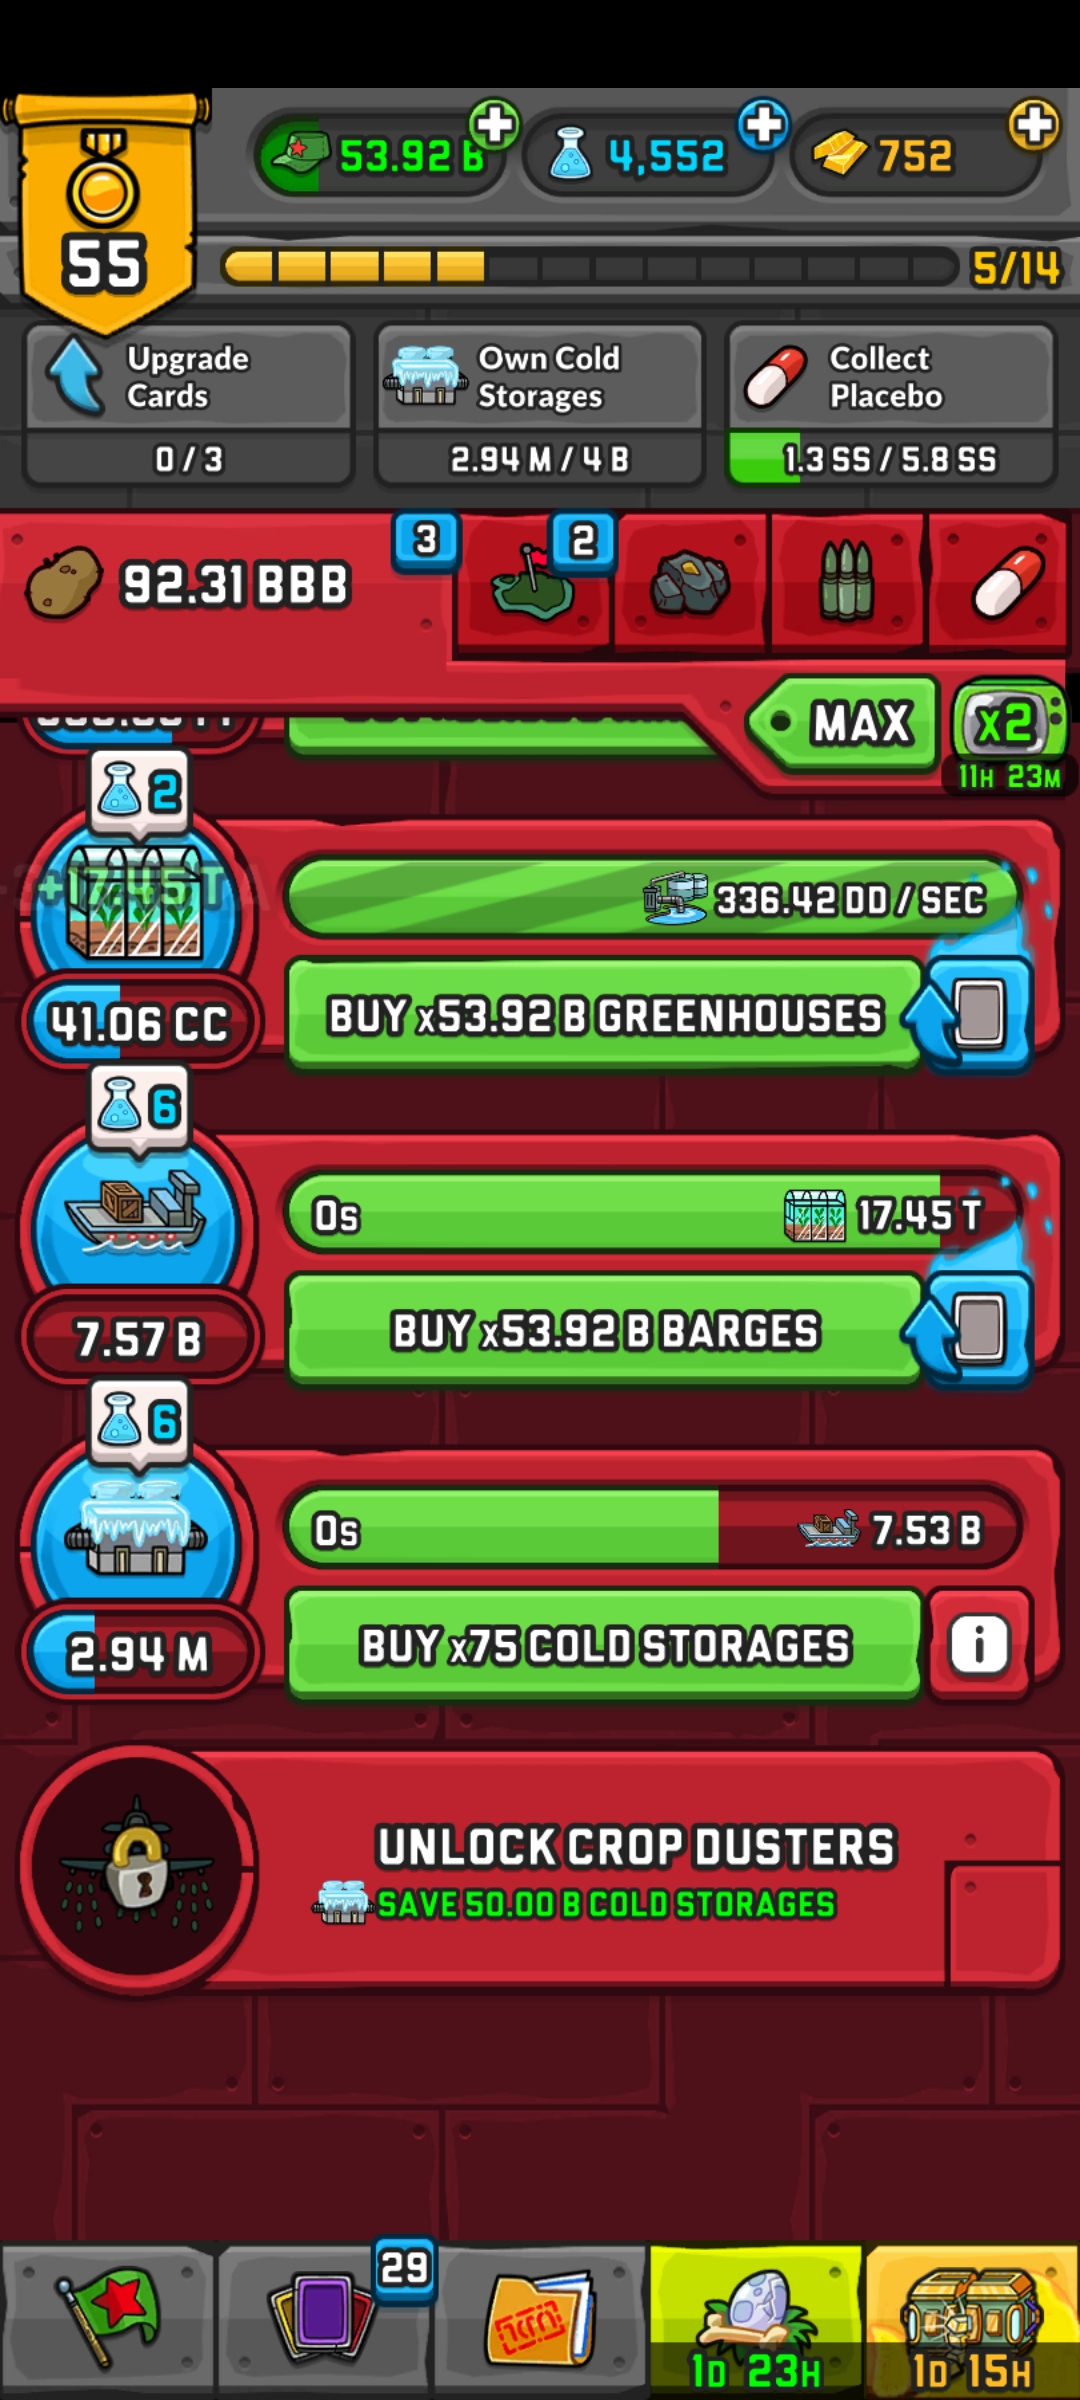 53.92 B
4,552
752
55
5/14
Upgrade
Cards
0 / 3
Own Cold
Storages
2.94 M / 4 B
Collect
Placebo
1.3 SS / 5.8 SS
92.31 BBB
3
2
MAX
x2
11H 23M
2
+17.45 T
336.42 DD / SEC
41.06 CC
BUY x53.92 B GREENHOUSES
6
0s
17.45 T
7.57 B
BUY x53.92 B BARGES
6
0s
7.53 B
2.94 M
BUY x75 COLD STORAGES
i
UNLOCK CROP DUSTERS
SAVE 50.00 B COLD STORAGES
29
1D 23H
1D 15H